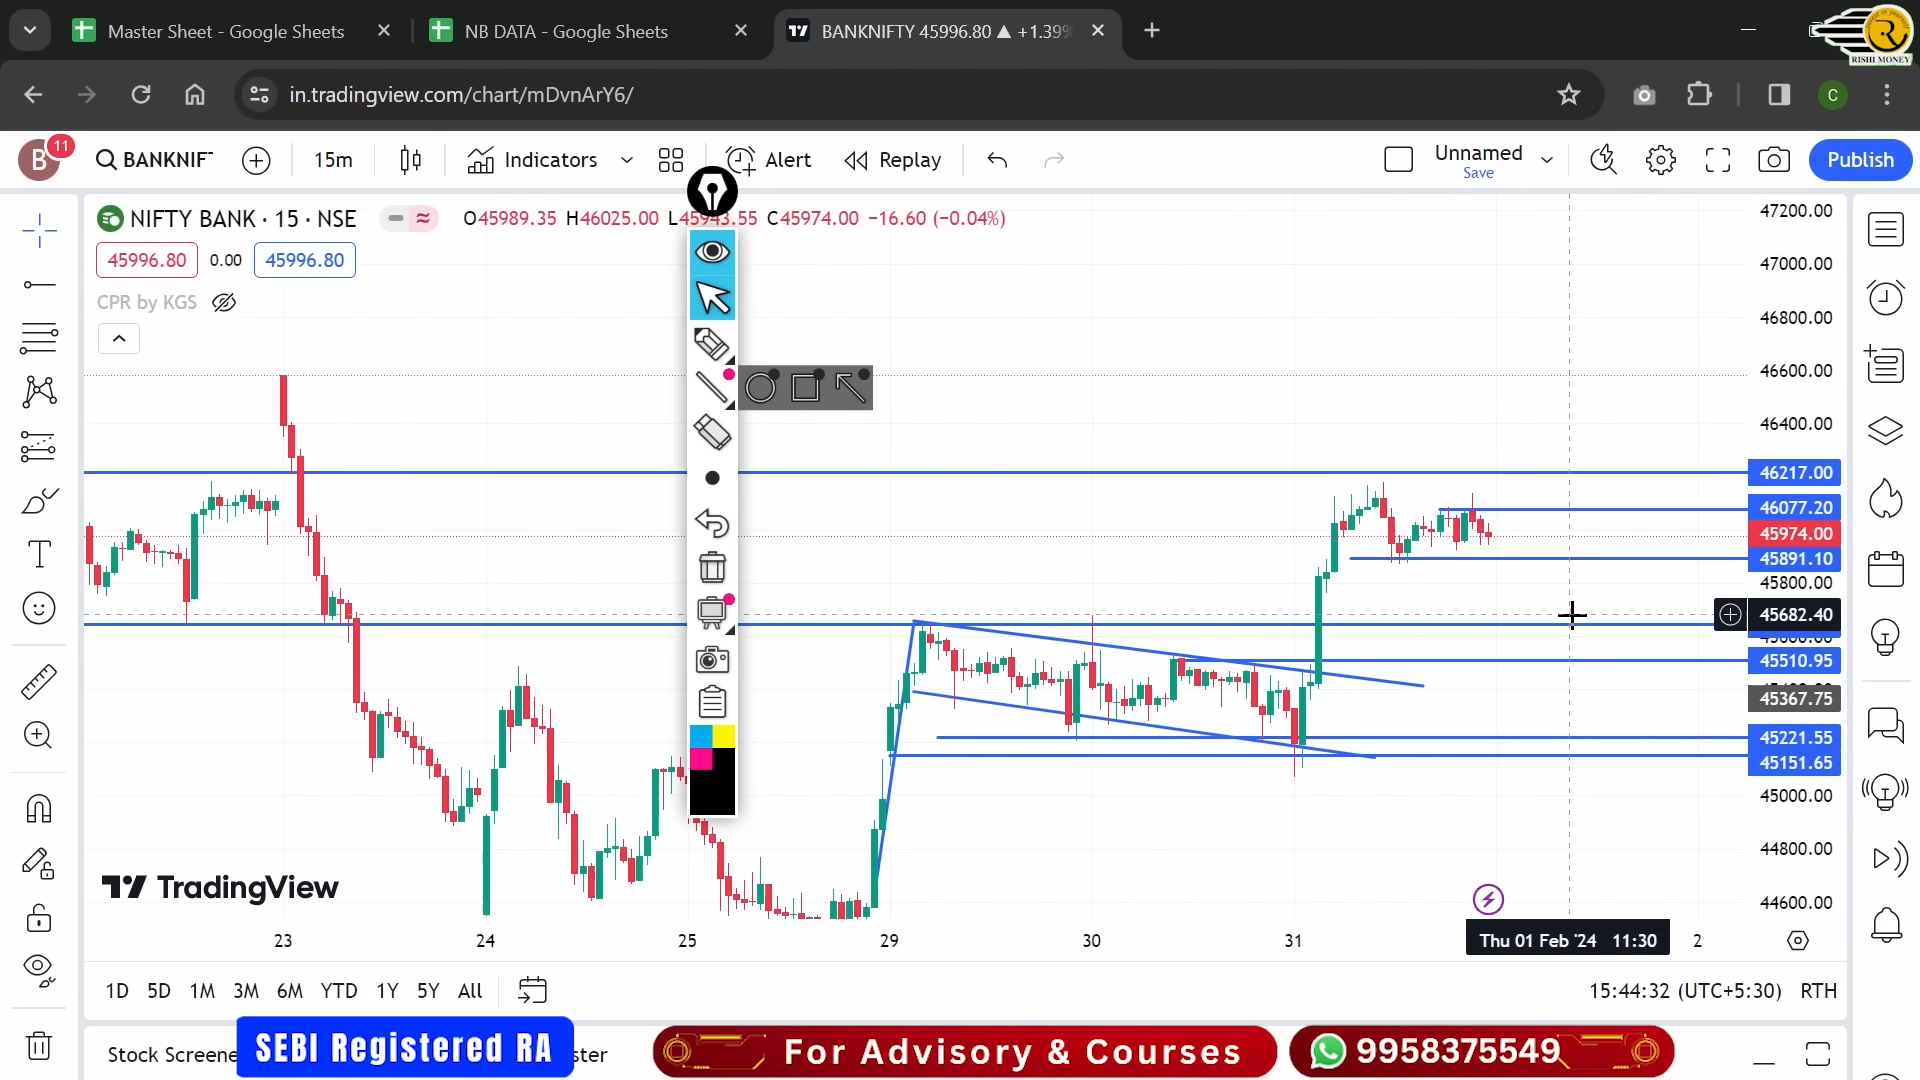 Master Sheet - Google Sheets
NB DATA - Google Sheets
BANKNIFTY 45996.80 ▲ +1.39%
RISHI MONEY
in.tradingview.com/chart/mDvnArY6/
C
B
11
BANKNIF
15m
Indicators
Alert
Replay
Unnamed
Save
Publish
NIFTY BANK · 15 · NSE
O45989.35 H46025.00 L45943.55 C45974.00 −16.60 (−0.04%)
45996.80 0.00 45996.80
CPR by KGS
47200.00
47000.00
46800.00
46600.00
46400.00
46217.00
46077.20
45974.00
45891.10
45800.00
45682.40
45510.95
45367.75
45221.55
45151.65
45000.00
44800.00
44600.00
TradingView
23 24 25 29 30 31 Thu 01 Feb '24 11:30 2
1D 5D 1M 3M 6M YTD 1Y 5Y All
15:44:32 (UTC+5:30) RTH
Stock Screene
SEBI Registered RA
ster
For Advisory & Courses
9958375549